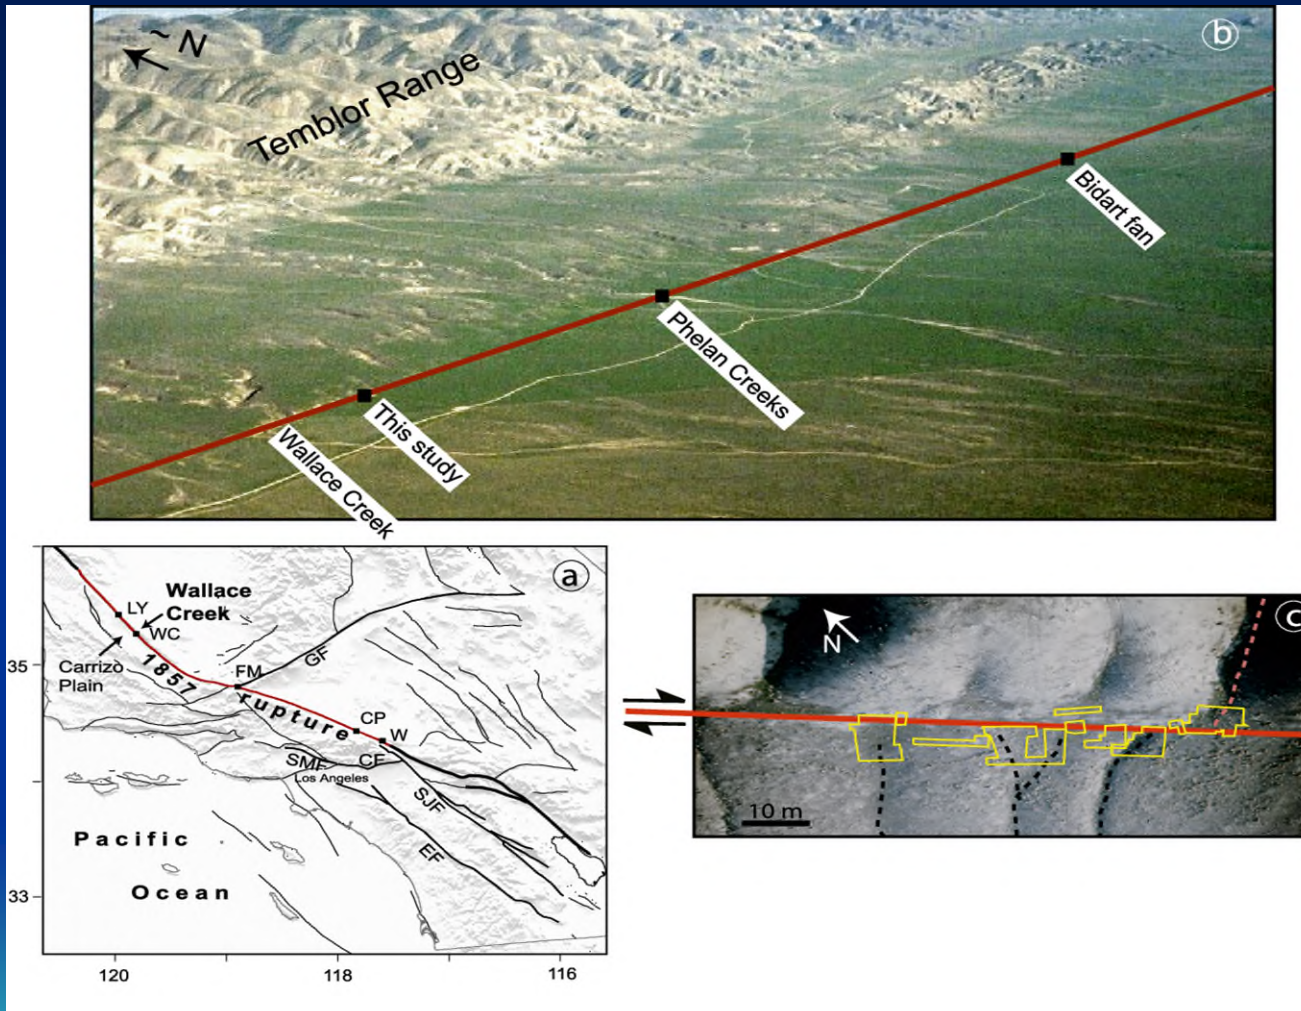 ~ N
b
Temblor Range
Bidart fan
Phelan Creeks
This study
Wallace Creek
a
Wallace
Creek
LY
WC
Carrizo
Plain
1857
rupture
FM
GF
CP
W
SMF
CF
Los Angeles
SJF
EF
Pacific
Ocean
35
33
120
118
116
c
N
10 m